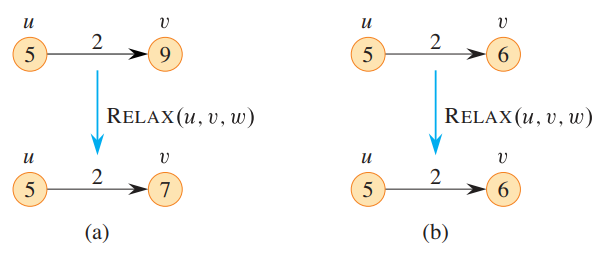 u v
2
5 9
RELAX(u, v, w)
u v
2
5 7
(a)
u v
2
5 6
RELAX(u, v, w)
u v
2
5 6
(b)